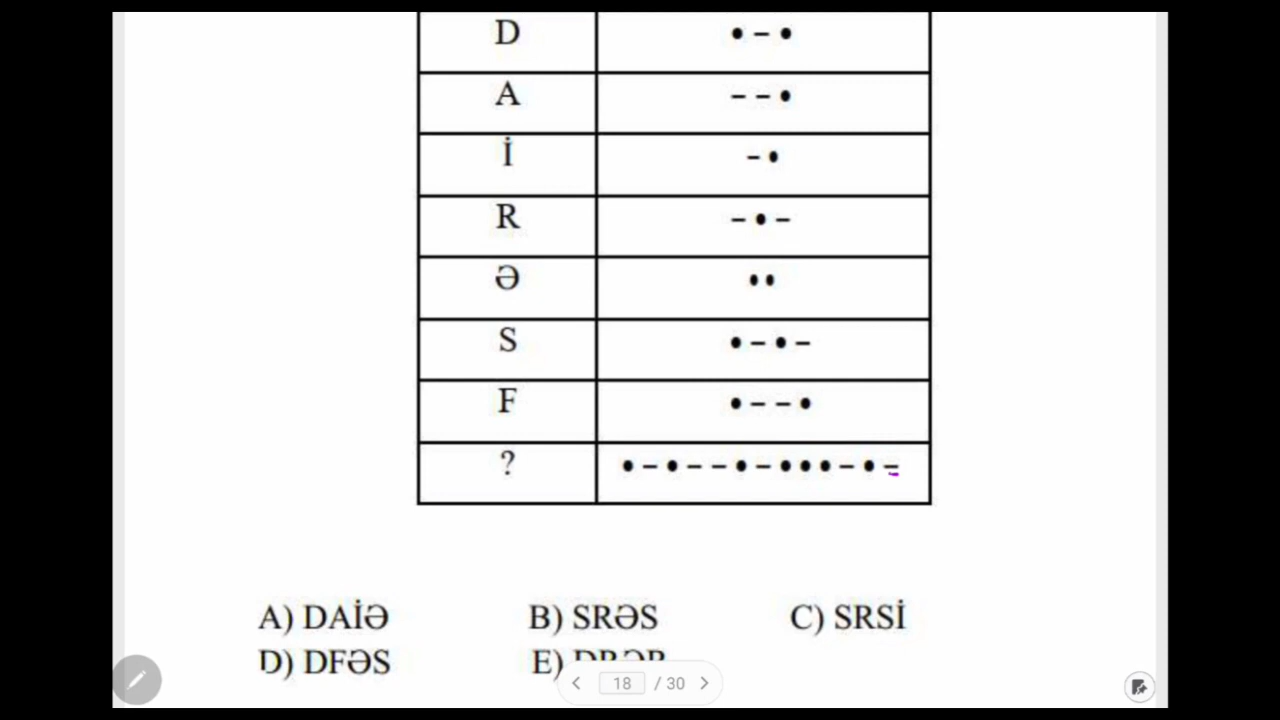 D •–•
A ––•
İ –•
R –•–
Ə ••
S •–•–
F •––•
? •–•––•–•••–•–
A) DAİƏ B) SRƏS C) SRSİ
D) DFƏS E)
18 / 30